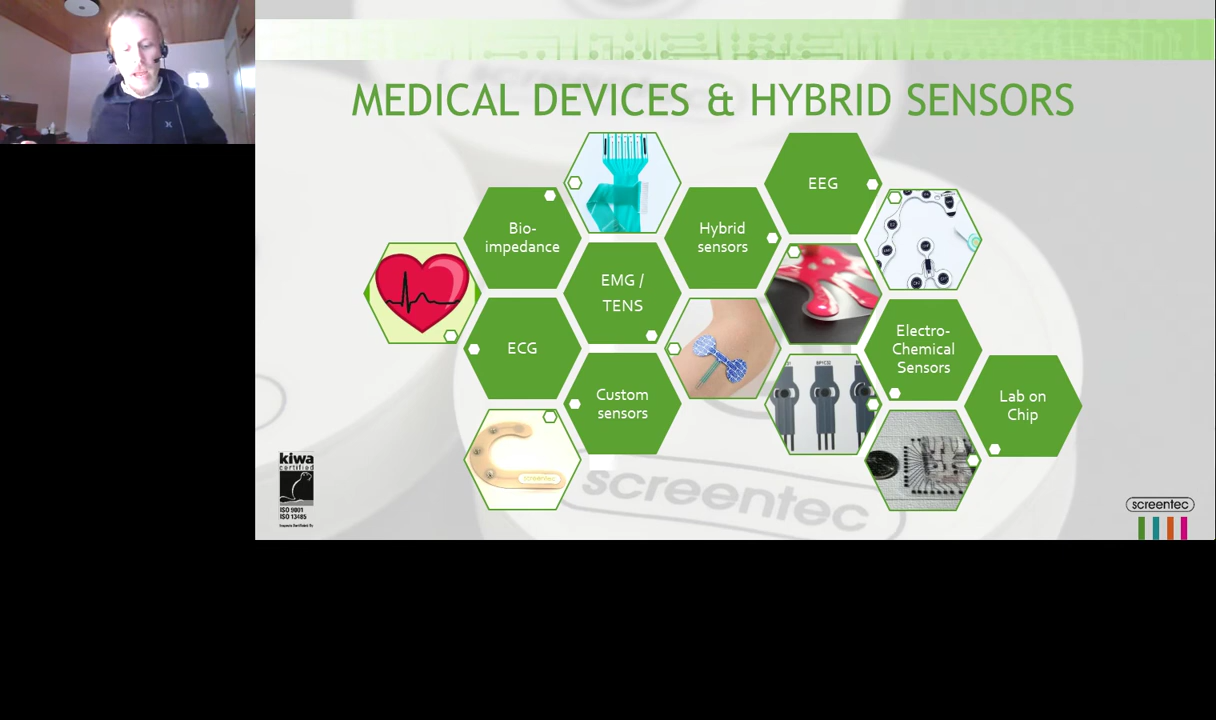 MEDICAL DEVICES & HYBRID SENSORS
EEG
Bio-
impedance
Hybrid
sensors
EMG /
TENS
ECG
Electro-
Chemical
Sensors
Custom
sensors
Lab on
Chip
screentec
kiwa
certified
ISO 9001
ISO 13485
screentec
screentec